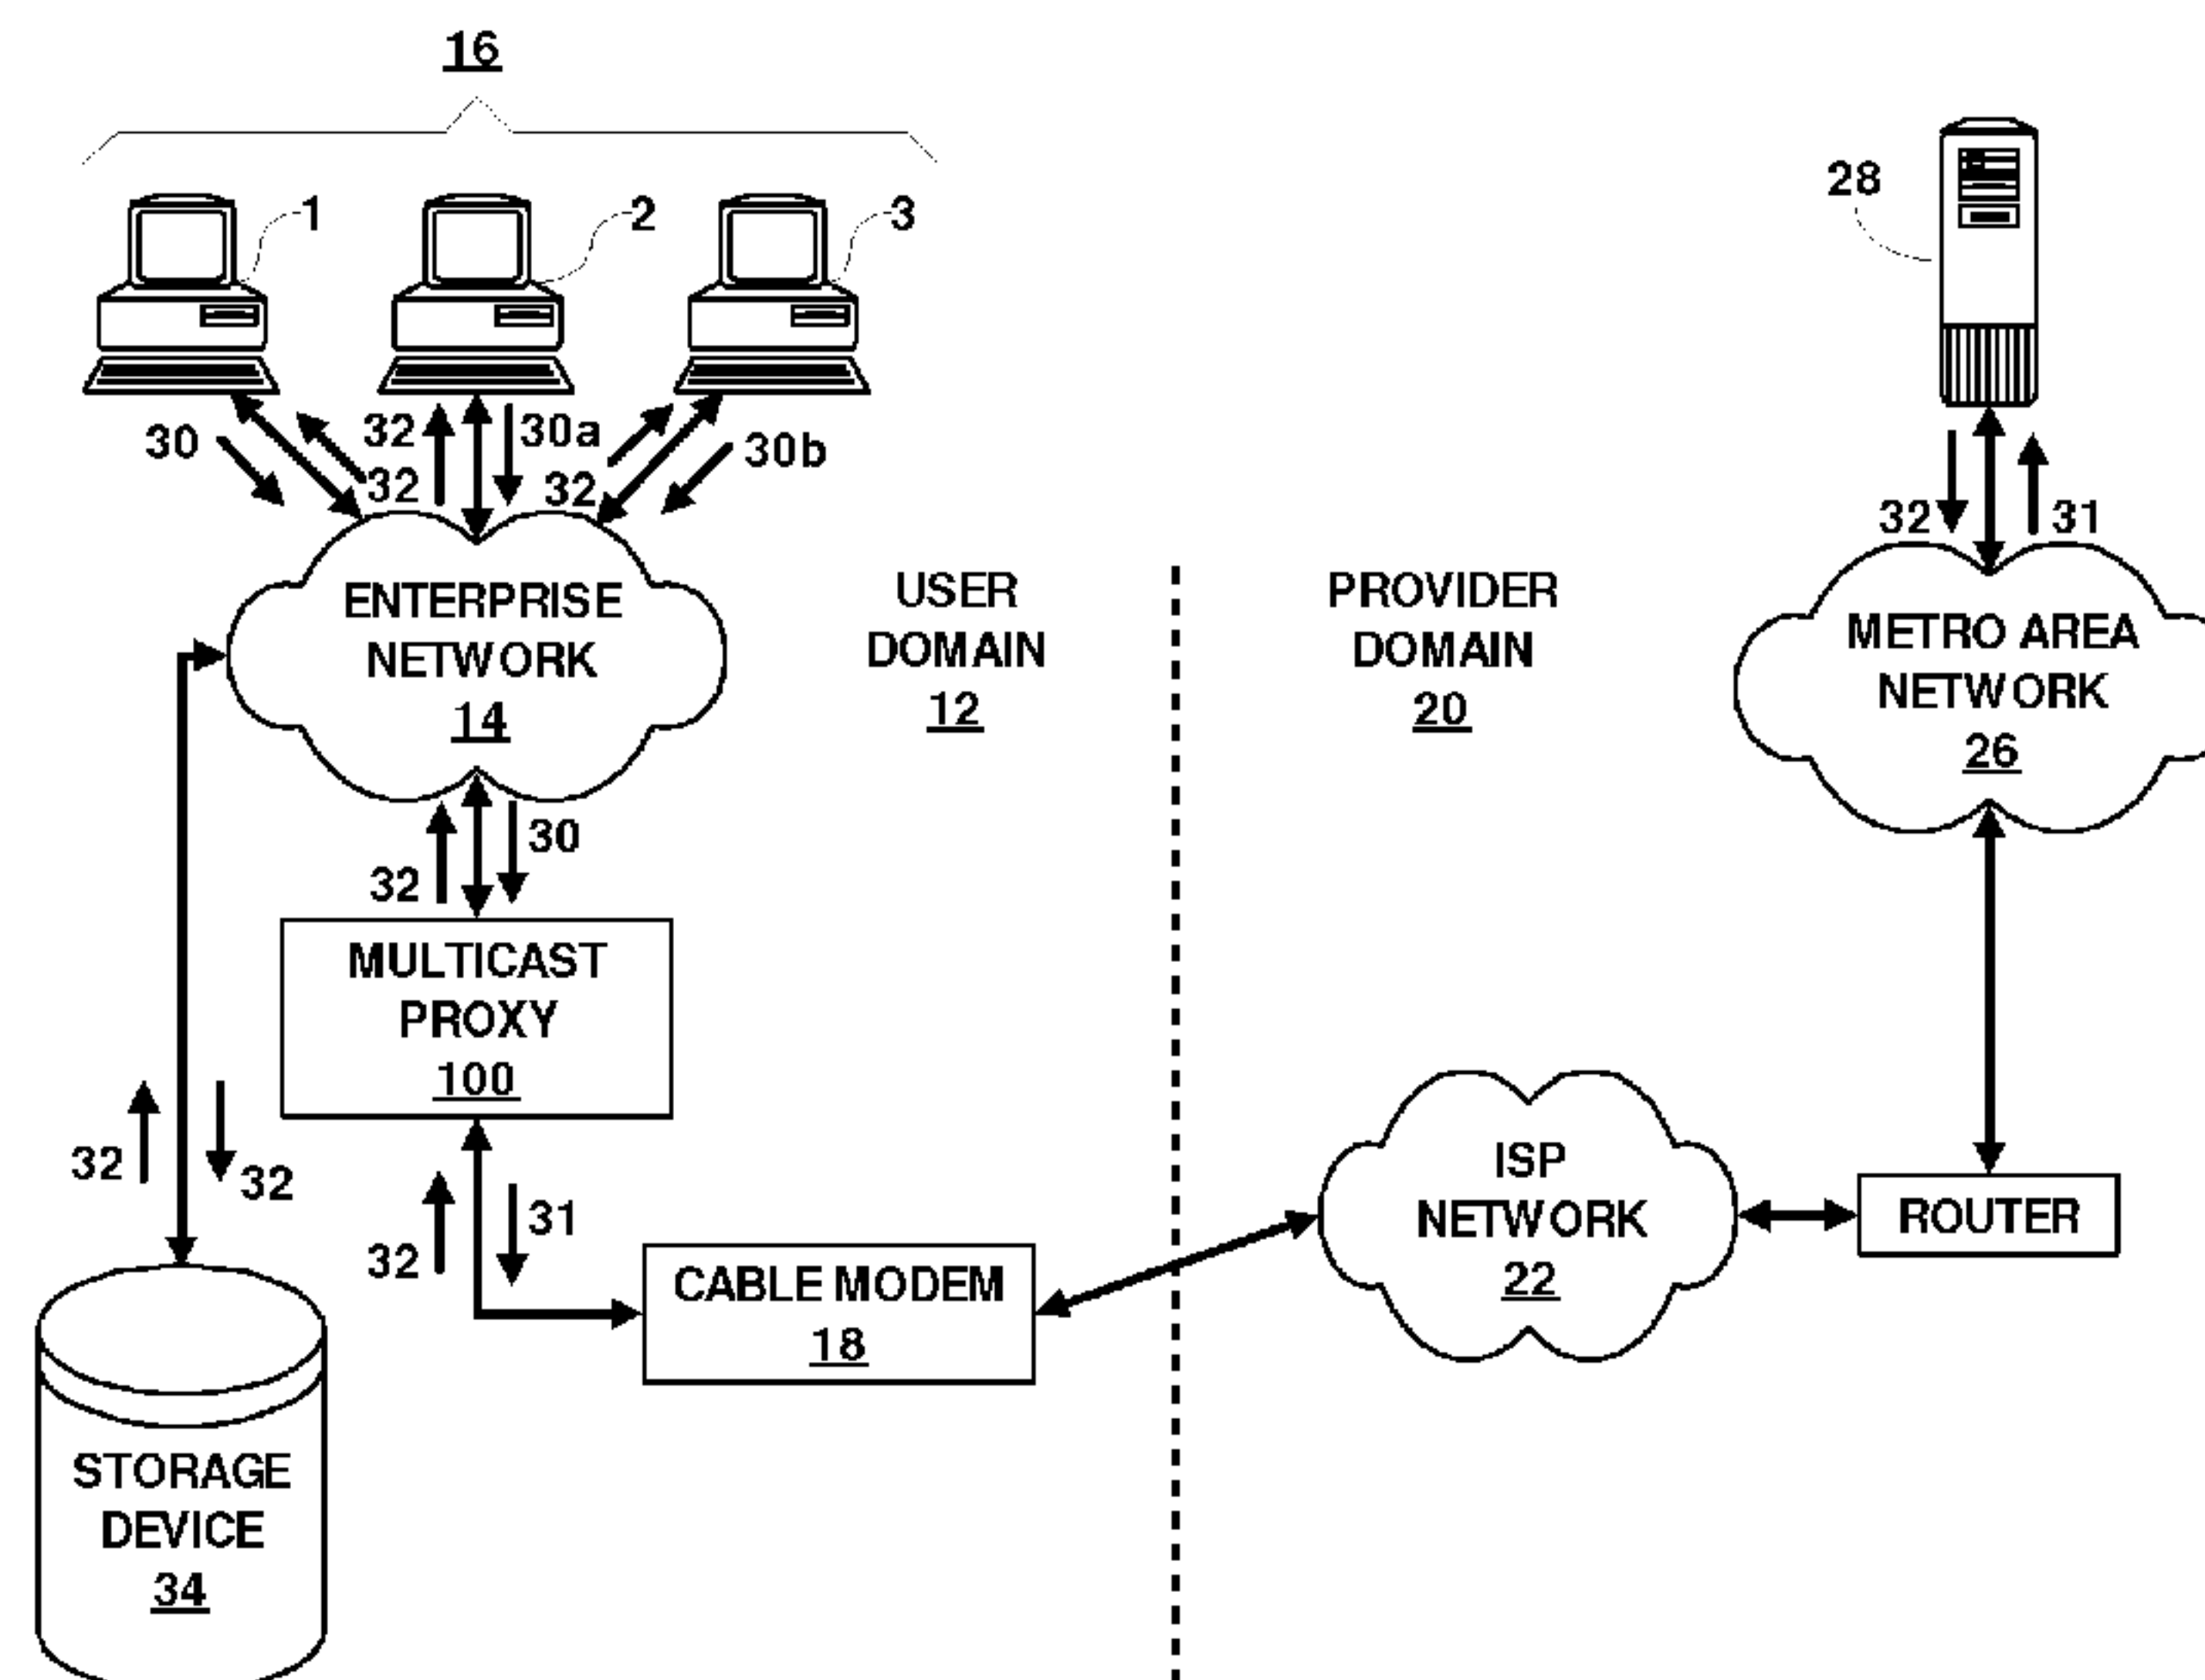 16
1
2
3
28
30
32
32
30a
32
30b
32
31
ENTERPRISE
NETWORK
14
USER
DOMAIN
12
PROVIDER
DOMAIN
20
METRO AREA
NETWORK
26
32
30
MULTICAST
PROXY
100
32
32
32
31
CABLE MODEM
18
ISP
NETWORK
22
ROUTER
STORAGE
DEVICE
34